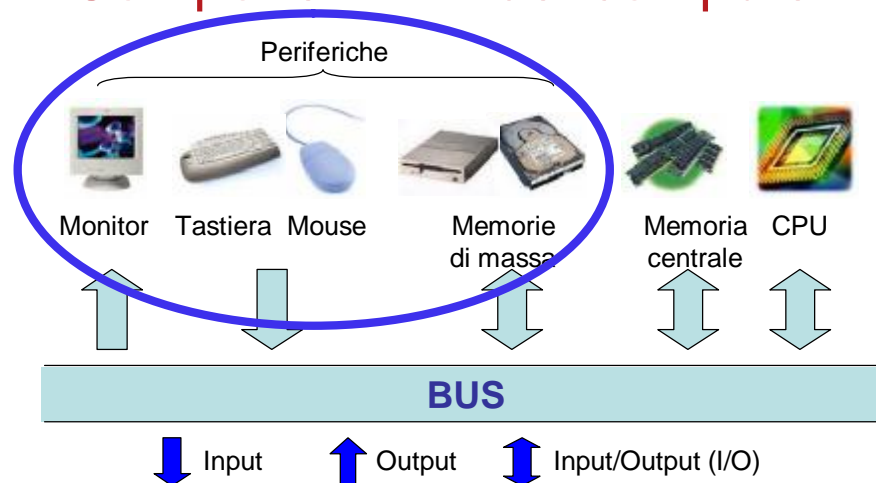 Periferiche
Monitor Tastiera Mouse Memorie di massa Memoria centrale CPU
BUS
Input Output Input/Output (I/O)